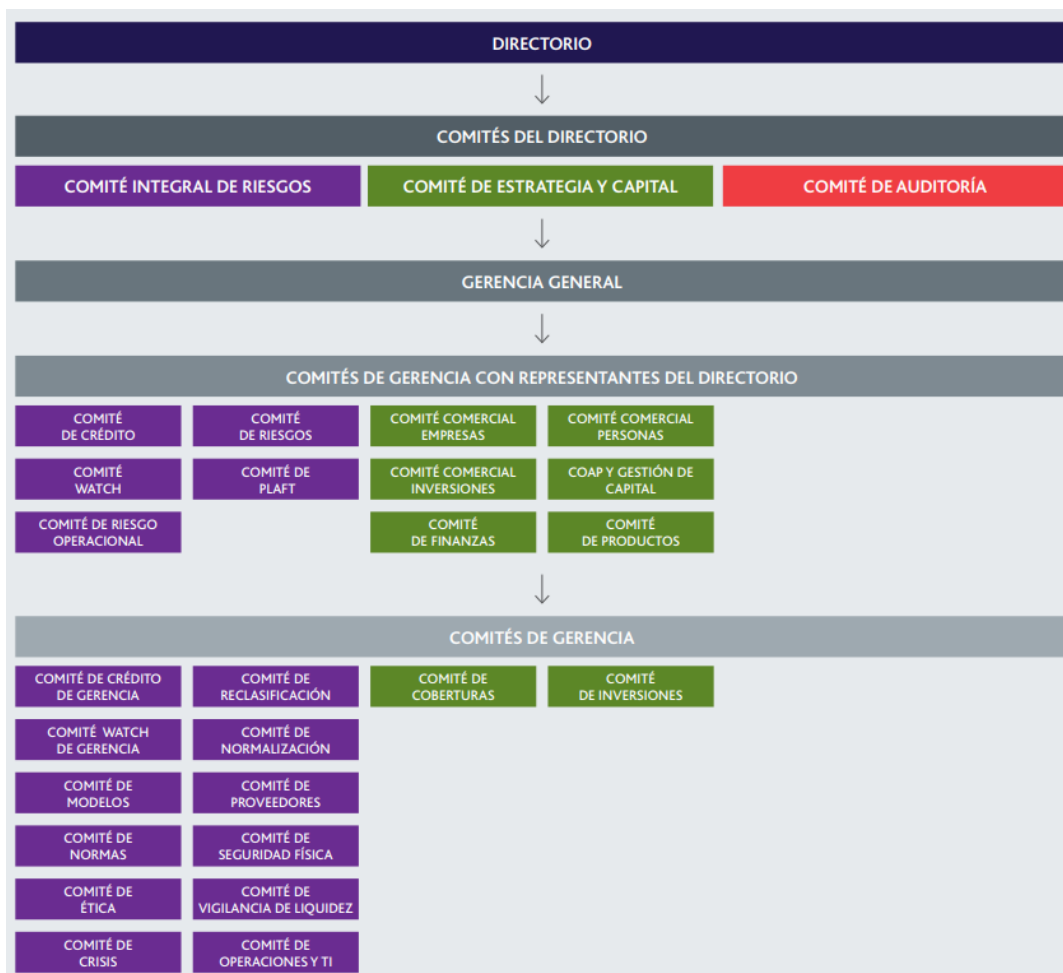 DIRECTORIO
COMITÉS DEL DIRECTORIO
COMITÉ INTEGRAL DE RIESGOS
COMITÉ DE ESTRATEGIA Y CAPITAL
COMITÉ DE AUDITORÍA
GERENCIA GENERAL
COMITÉS DE GERENCIA CON REPRESENTANTES DEL DIRECTORIO
COMITÉ
DE CRÉDITO
COMITÉ
DE RIESGOS
COMITÉ COMERCIAL
EMPRESAS
COMITÉ COMERCIAL
PERSONAS
COMITÉ
WATCH
COMITÉ DE
PLAFT
COMITÉ COMERCIAL
INVERSIONES
COAP Y GESTIÓN DE
CAPITAL
COMITÉ DE RIESGO
OPERACIONAL
COMITÉ
DE FINANZAS
COMITÉ
DE PRODUCTOS
COMITÉS DE GERENCIA
COMITÉ DE CRÉDITO
DE GERENCIA
COMITÉ DE
RECLASIFICACIÓN
COMITÉ DE
COBERTURAS
COMITÉ
DE INVERSIONES
COMITÉ WATCH
DE GERENCIA
COMITÉ DE
NORMALIZACIÓN
COMITÉ DE
MODELOS
COMITÉ DE
PROVEEDORES
COMITÉ DE
NORMAS
COMITÉ DE
SEGURIDAD FÍSICA
COMITÉ DE
ÉTICA
COMITÉ DE
VIGILANCIA DE LIQUIDEZ
COMITÉ DE
CRISIS
COMITÉ DE
OPERACIONES Y TI